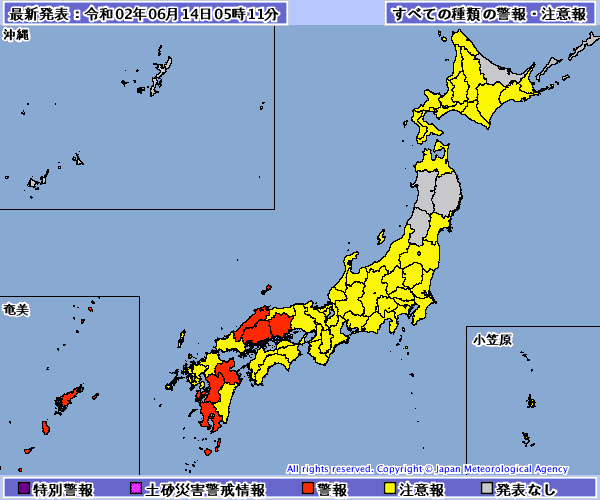 最新発表：令和02年06月14日05時11分
すべての種類の警報・注意報
沖縄
奄美
小笠原
All rights reserved. Copyright © Japan Meteorological Agency
特別警報 土砂災害警戒情報 警報 注意報 発表なし